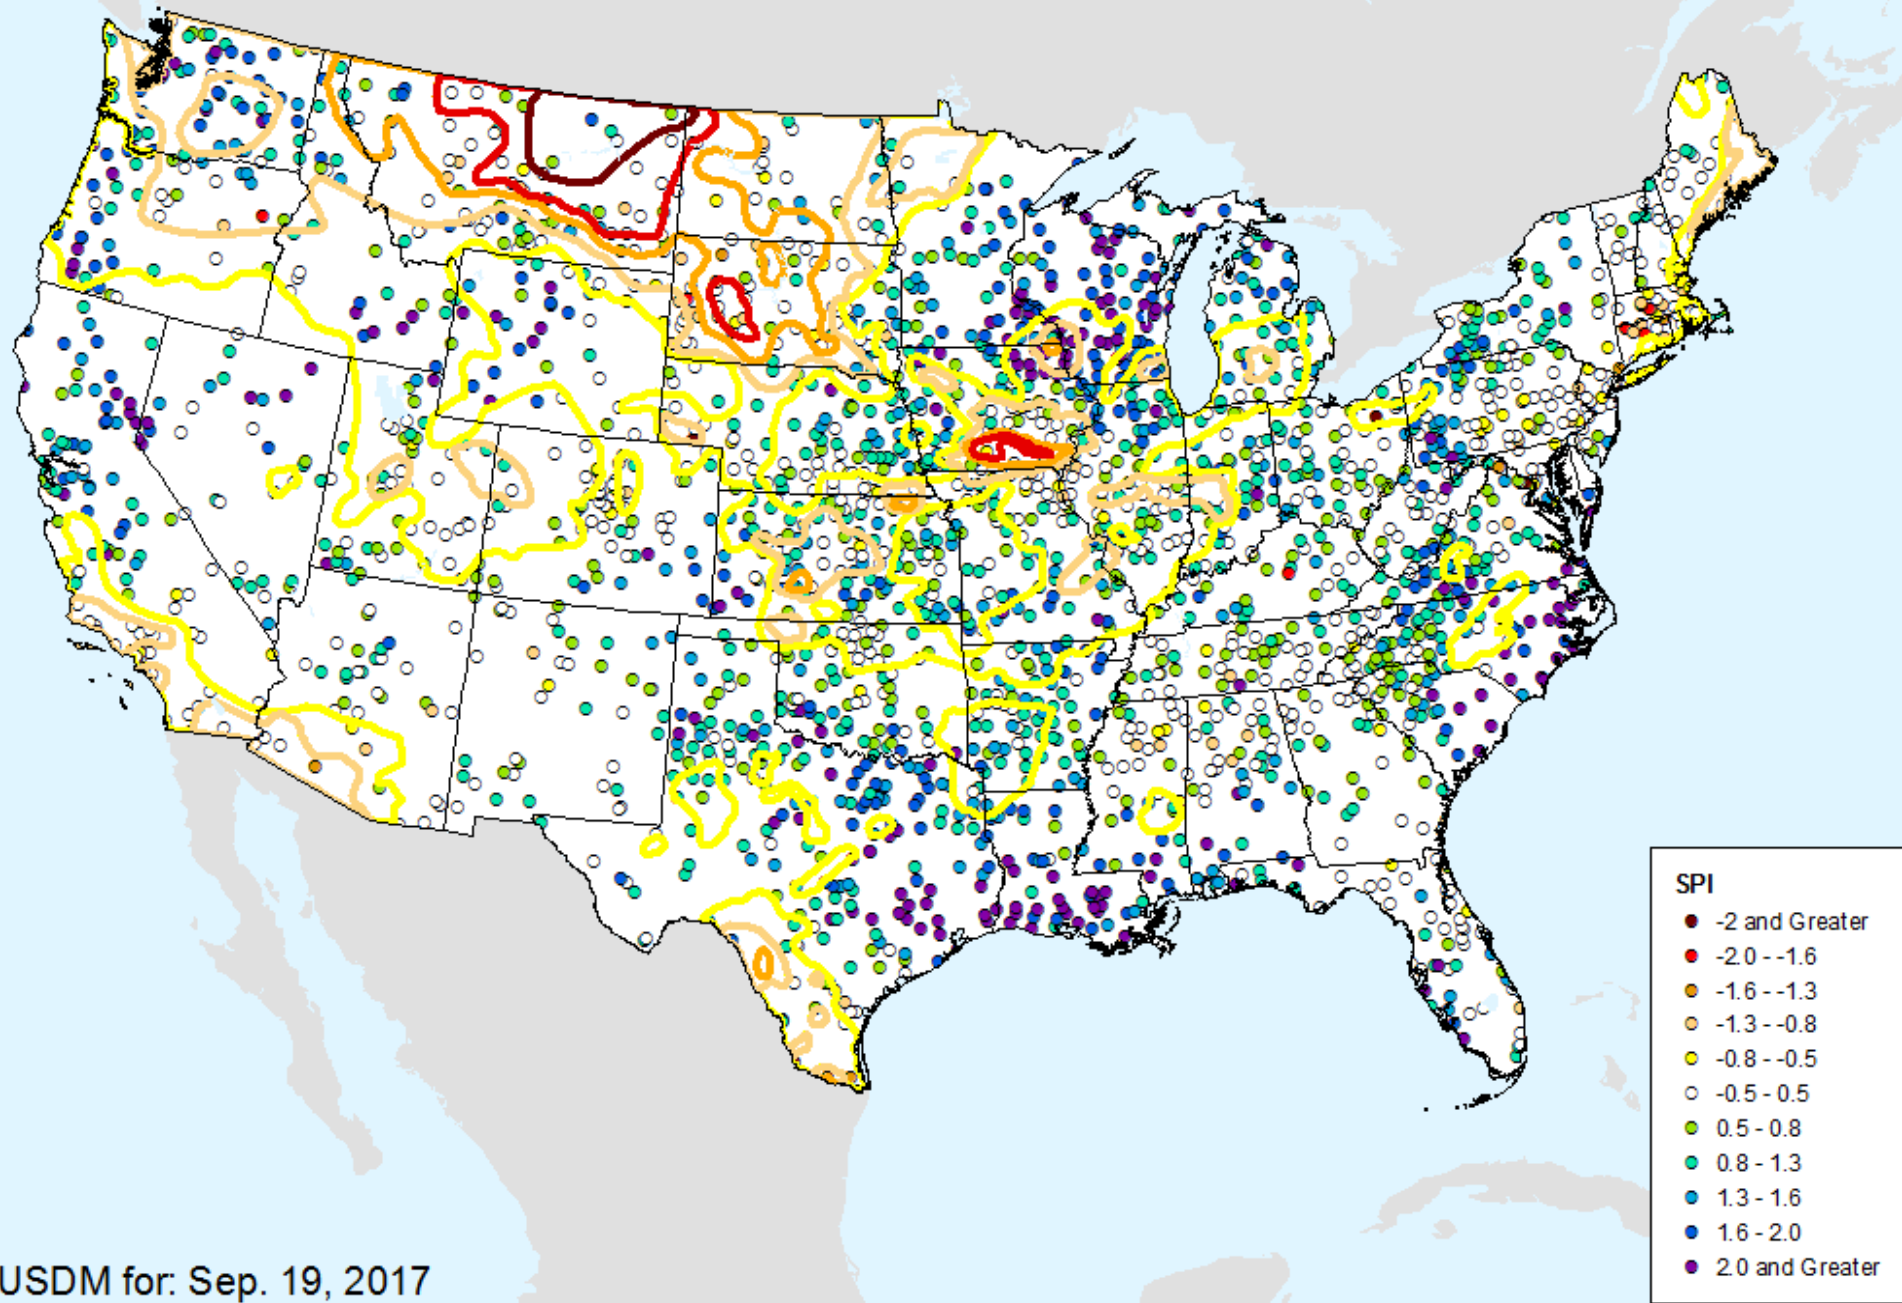 SPI
-2 and Greater
-2.0 - -1.6
-1.6 - -1.3
-1.3 - -0.8
-0.8 - -0.5
-0.5 - 0.5
0.5 - 0.8
0.8 - 1.3
1.3 - 1.6
1.6 - 2.0
2.0 and Greater
USDM for: Sep. 19, 2017